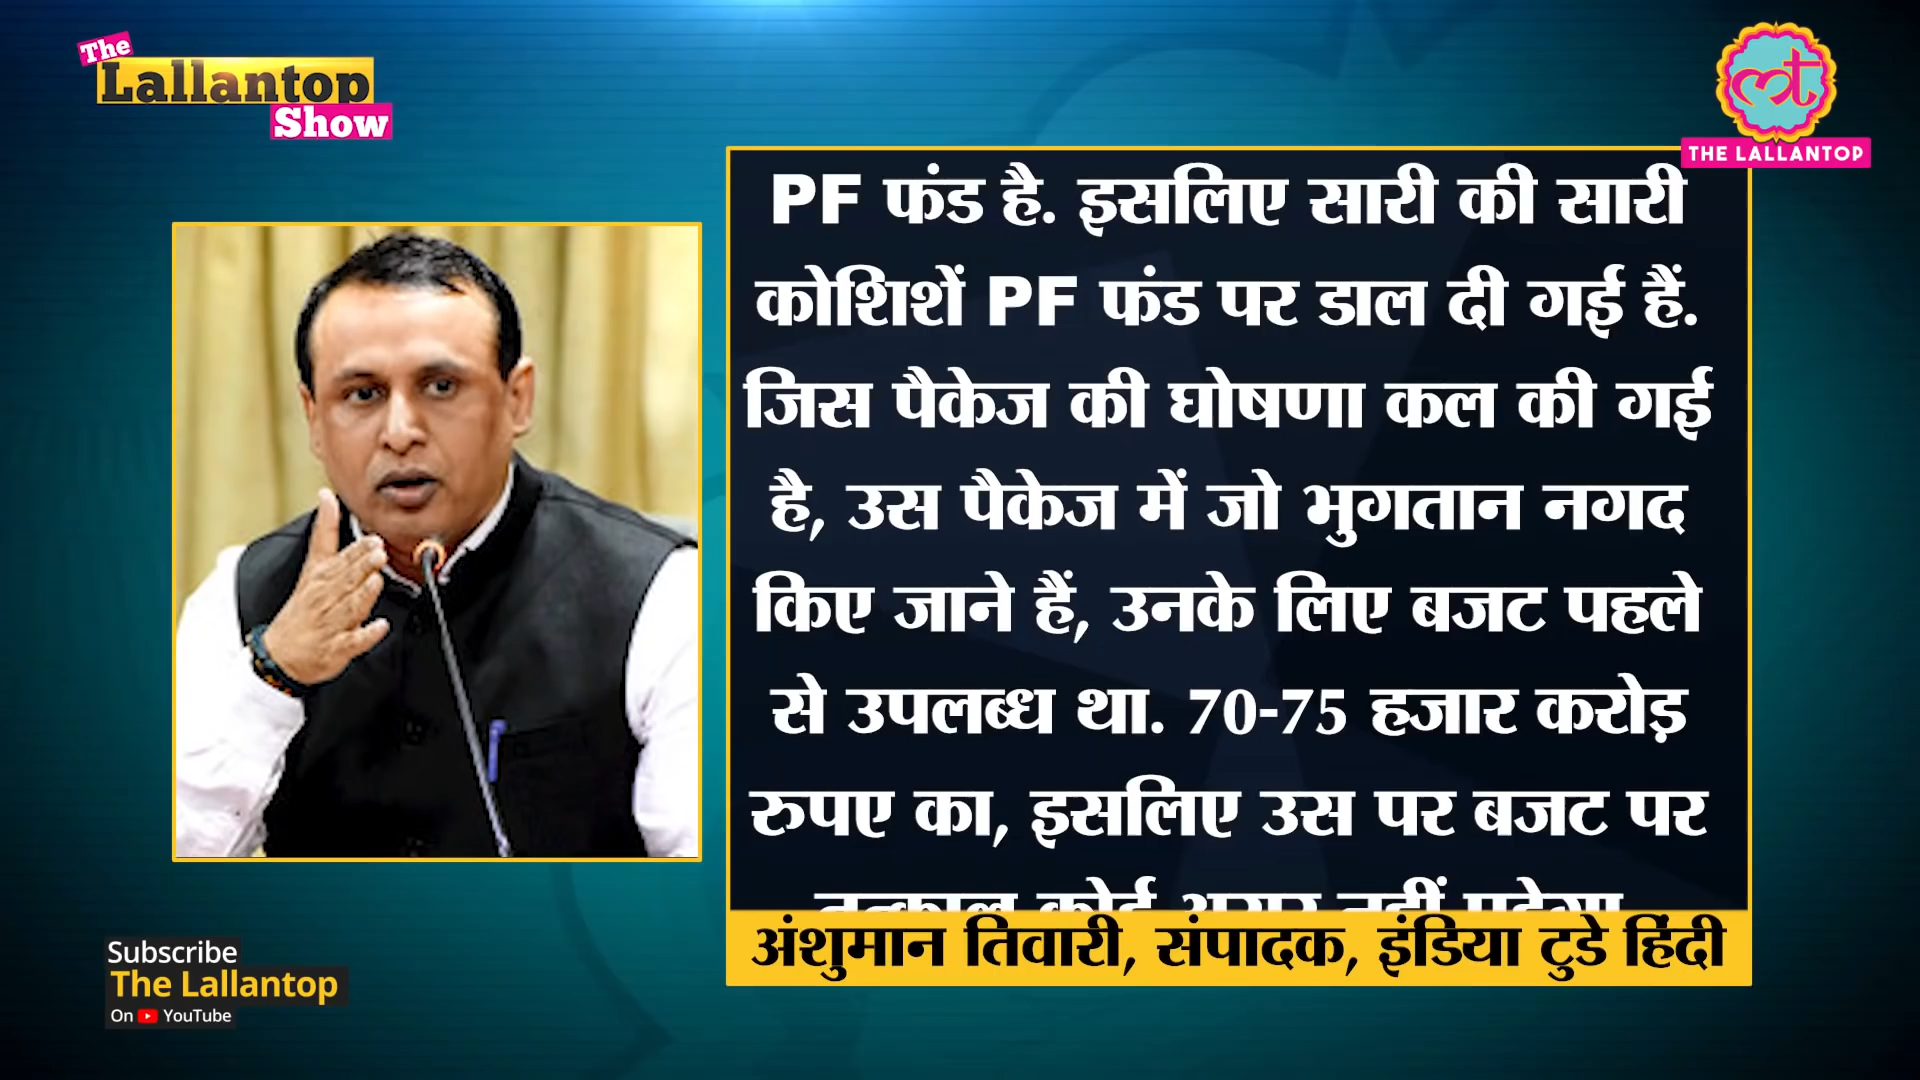 The
Lallantop
Show
THE LALLANTOP
PF फंड है. इसलिए सारी की सारी
कोशिशें PF फंड पर डाल दी गई हैं.
जिस पैकेज की घोषणा कल की गई
है, उस पैकेज में जो भुगतान नगद
किए जाने हैं, उनके लिए बजट पहले
से उपलब्ध था. 70-75 हजार करोड़
रुपए का, इसलिए उस पर बजट पर
अंशुमान तिवारी, संपादक, इंडिया टुडे हिंदी
Subscribe
The Lallantop
On YouTube